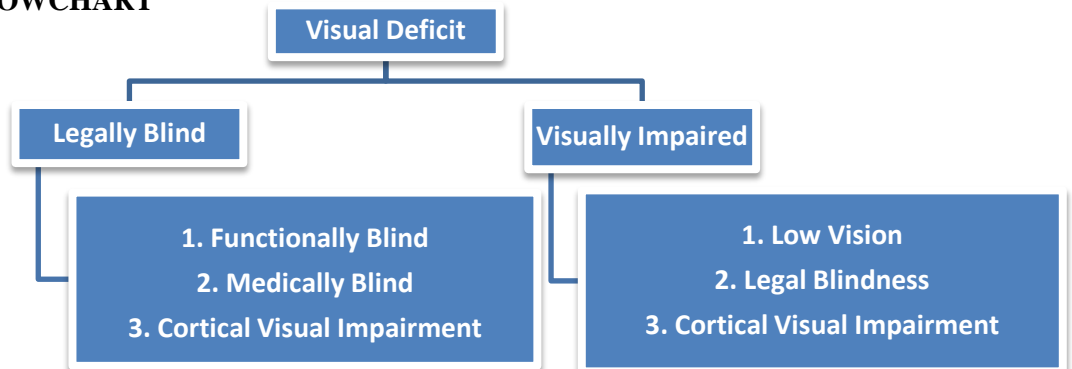 OWCHART
Visual Deficit
Legally Blind
Visually Impaired
1. Functionally Blind
2. Medically Blind
3. Cortical Visual Impairment
1. Low Vision
2. Legal Blindness
3. Cortical Visual Impairment